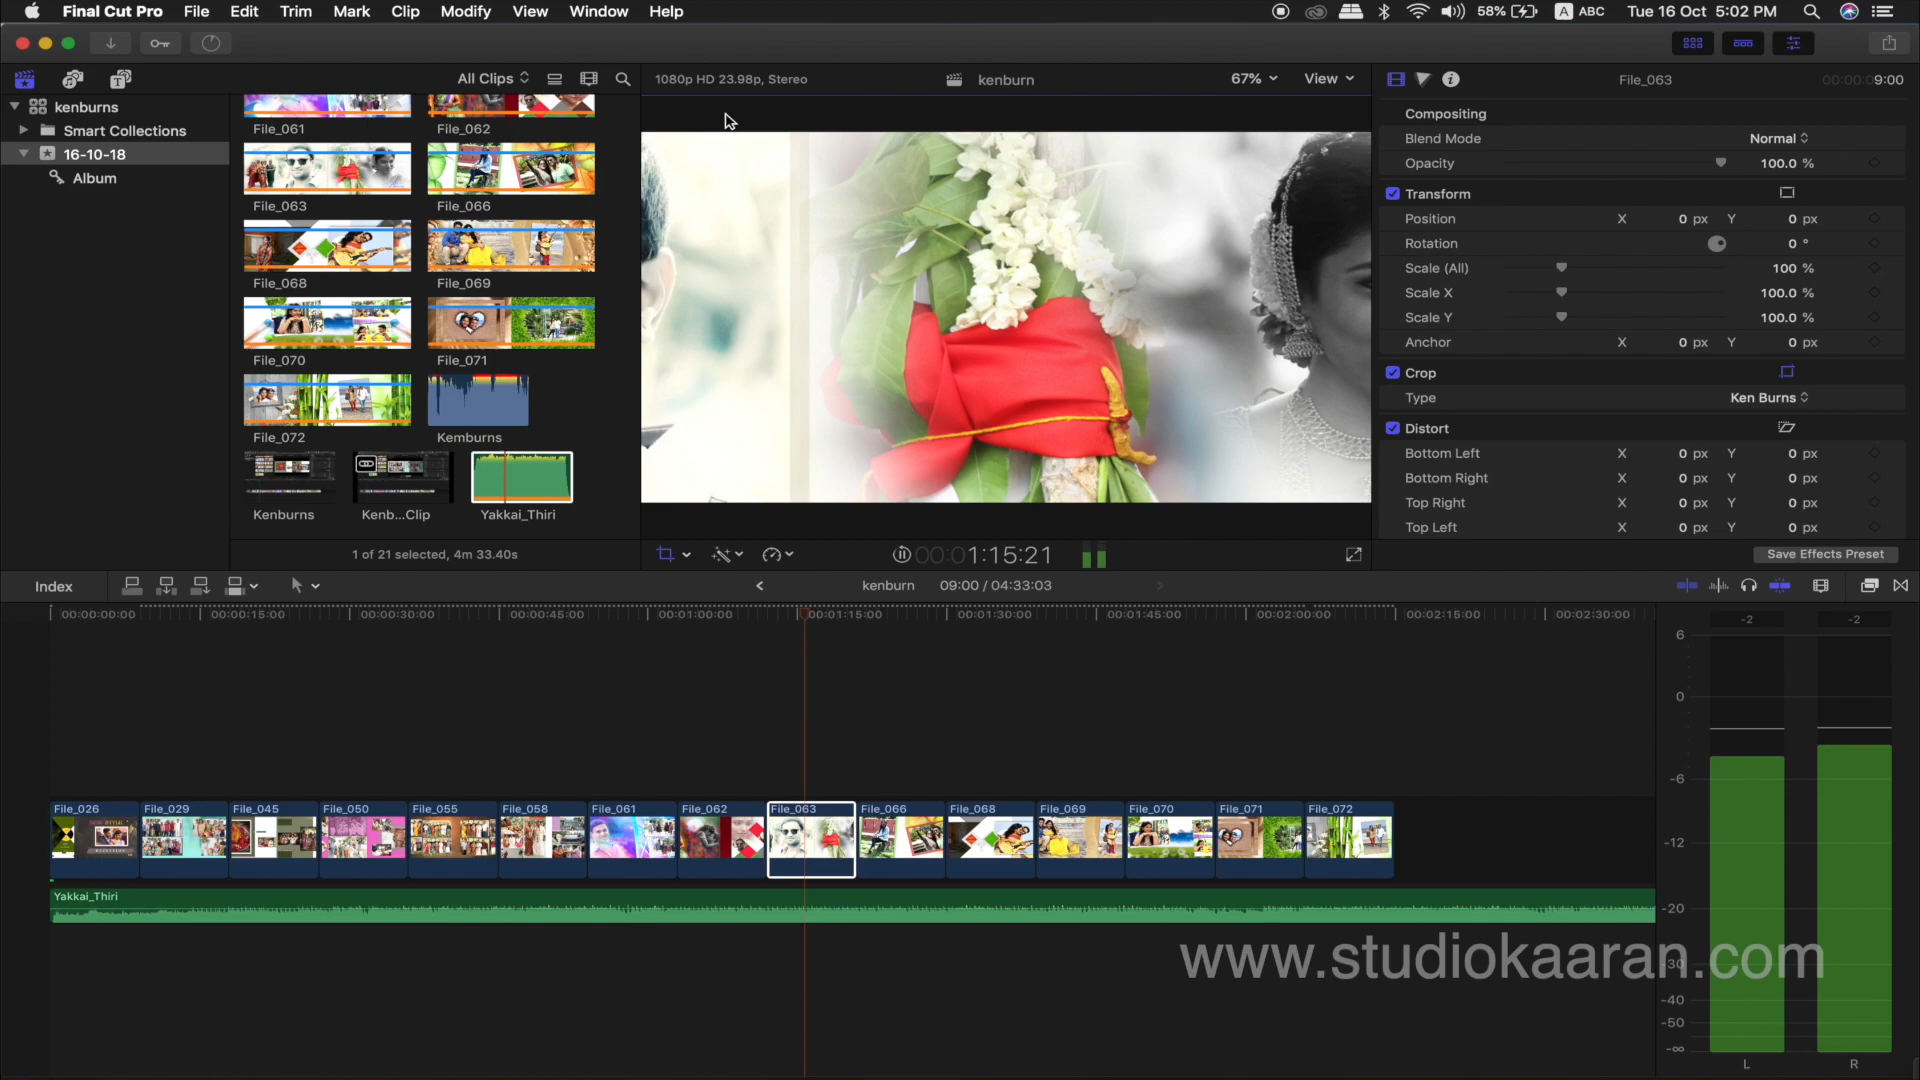 Final Cut Pro File Edit Trim Mark Clip Modify View Window Help 58% A ABC Tue 16 Oct 5:02 PM
All Clips 1080p HD 23.98p, Stereo kenburn 67% View File_063 00:00:09:00
kenburns
Smart Collections
16-10-18
Album
File_061 File_062
File_063 File_066
File_068 File_069
File_070 File_071
File_072 Kemburns
Kenburns Kenb...Clip Yakkai_Thiri
1 of 21 selected, 4m 33.40s
00:00:01:15:21
Compositing
Blend Mode Normal
Opacity 100.0 %
Transform
Position X 0 px Y 0 px
Rotation 0 °
Scale (All) 100 %
Scale X 100.0 %
Scale Y 100.0 %
Anchor X 0 px Y 0 px
Crop
Type Ken Burns
Distort
Bottom Left X 0 px Y 0 px
Bottom Right X 0 px Y 0 px
Top Right X 0 px Y 0 px
Top Left X 0 px Y 0 px
Save Effects Preset
Index kenburn 09:00 / 04:33:03
00:00:00:00 00:00:15:00 00:00:30:00 00:00:45:00 00:01:00:00 00:01:15:00 00:01:30:00 00:01:45:00 00:02:00:00 00:02:15:00 00:02:30:00
-2 -2
6
0
-6
-12
-20
-30
-40
-50
-∞
L R
File_026 File_029 File_045 File_050 File_055 File_058 File_061 File_062 File_063 File_066 File_068 File_069 File_070 File_071 File_072
Yakkai_Thiri
www.studiokaaran.com